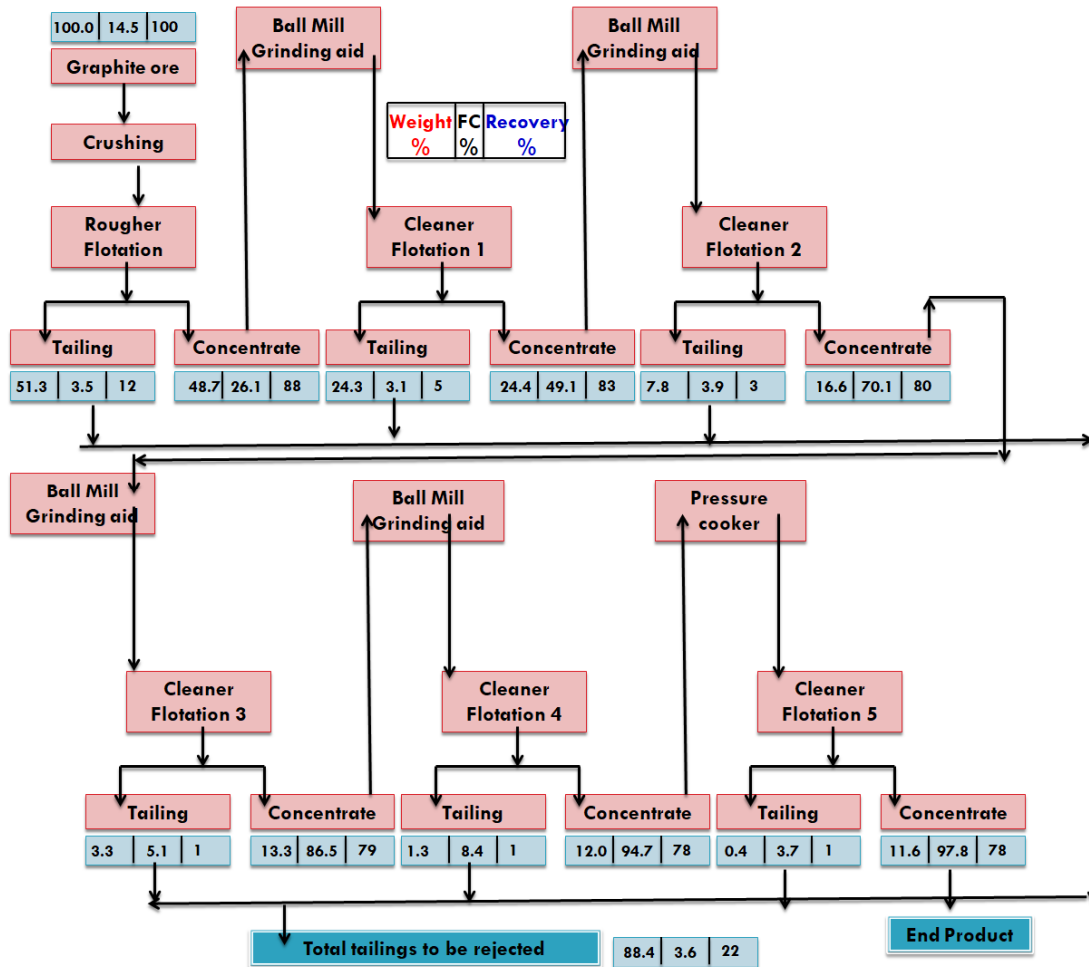 100.0 14.5 100
Graphite ore
Crushing
Rougher
Flotation
Ball Mill
Grinding aid
Weight FC Recovery
% % %
Cleaner
Flotation 1
Ball Mill
Grinding aid
Cleaner
Flotation 2
Tailing
51.3 3.5 12
Concentrate
48.7 26.1 88
Tailing
24.3 3.1 5
Concentrate
24.4 49.1 83
Tailing
7.8 3.9 3
Concentrate
16.6 70.1 80
Ball Mill
Grinding aid
Ball Mill
Grinding aid
Pressure
cooker
Cleaner
Flotation 3
Cleaner
Flotation 4
Cleaner
Flotation 5
Tailing
3.3 5.1 1
Concentrate
13.3 86.5 79
Tailing
1.3 8.4 1
Concentrate
12.0 94.7 78
Tailing
0.4 3.7 1
Concentrate
11.6 97.8 78
Total tailings to be rejected
88.4 3.6 22
End Product